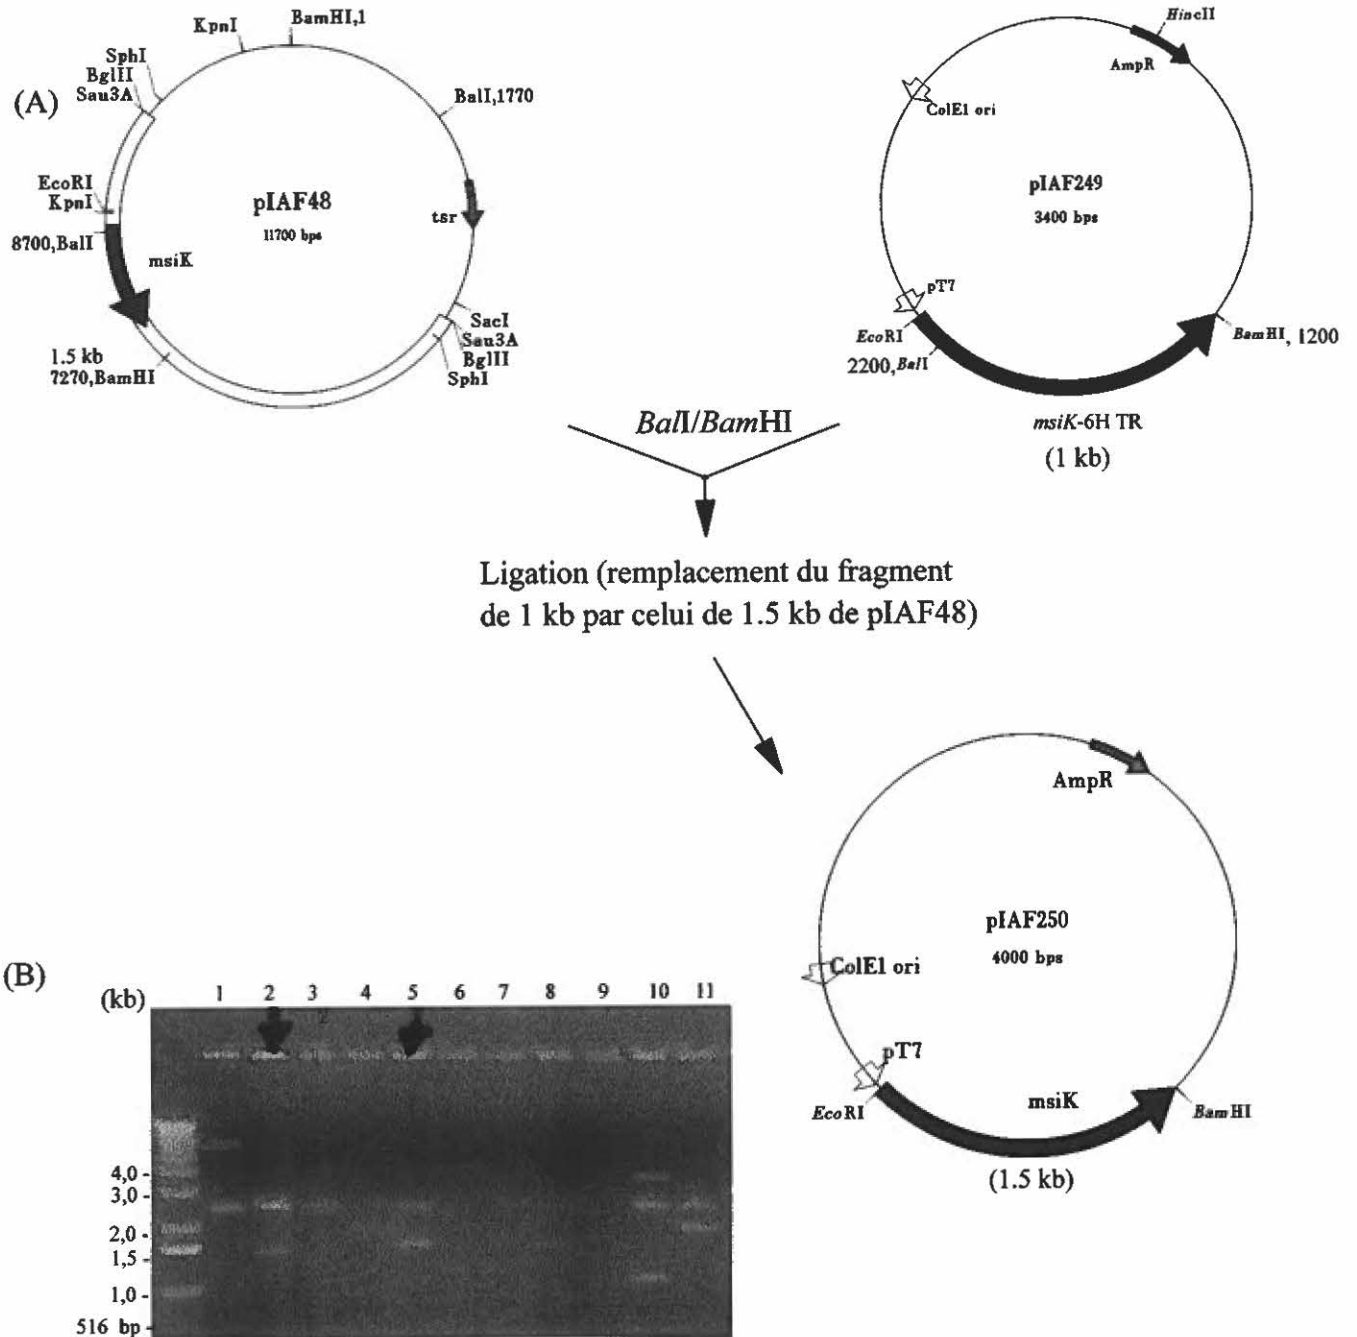 (A)
BamHI,1
KpnI
SphI
BglII
Sau3A
BalI,1770
EcoRI
KpnI
8700,BalI
pIAF48
11700 bps
tsr
msiK
SacI
Sau3A
BglII
SphI
1.5 kb
7270,BamHI
HincII
AmpR
ColE1 ori
pIAF249
3400 bps
pT7
EcoRI
2200,BalI
BamHI, 1200
msiK-6H TR
(1 kb)
BalI/BamHI
Ligation (remplacement du fragment
de 1 kb par celui de 1.5 kb de pIAF48)
AmpR
pIAF250
4000 bps
ColE1 ori
pT7
EcoRI
msiK
BamHI
(1.5 kb)
(B)
(kb) 1 2 3 4 5 6 7 8 9 10 11
2
4,0 -
3,0 -
2,0 -
1,5 -
1,0 -
516 bp -